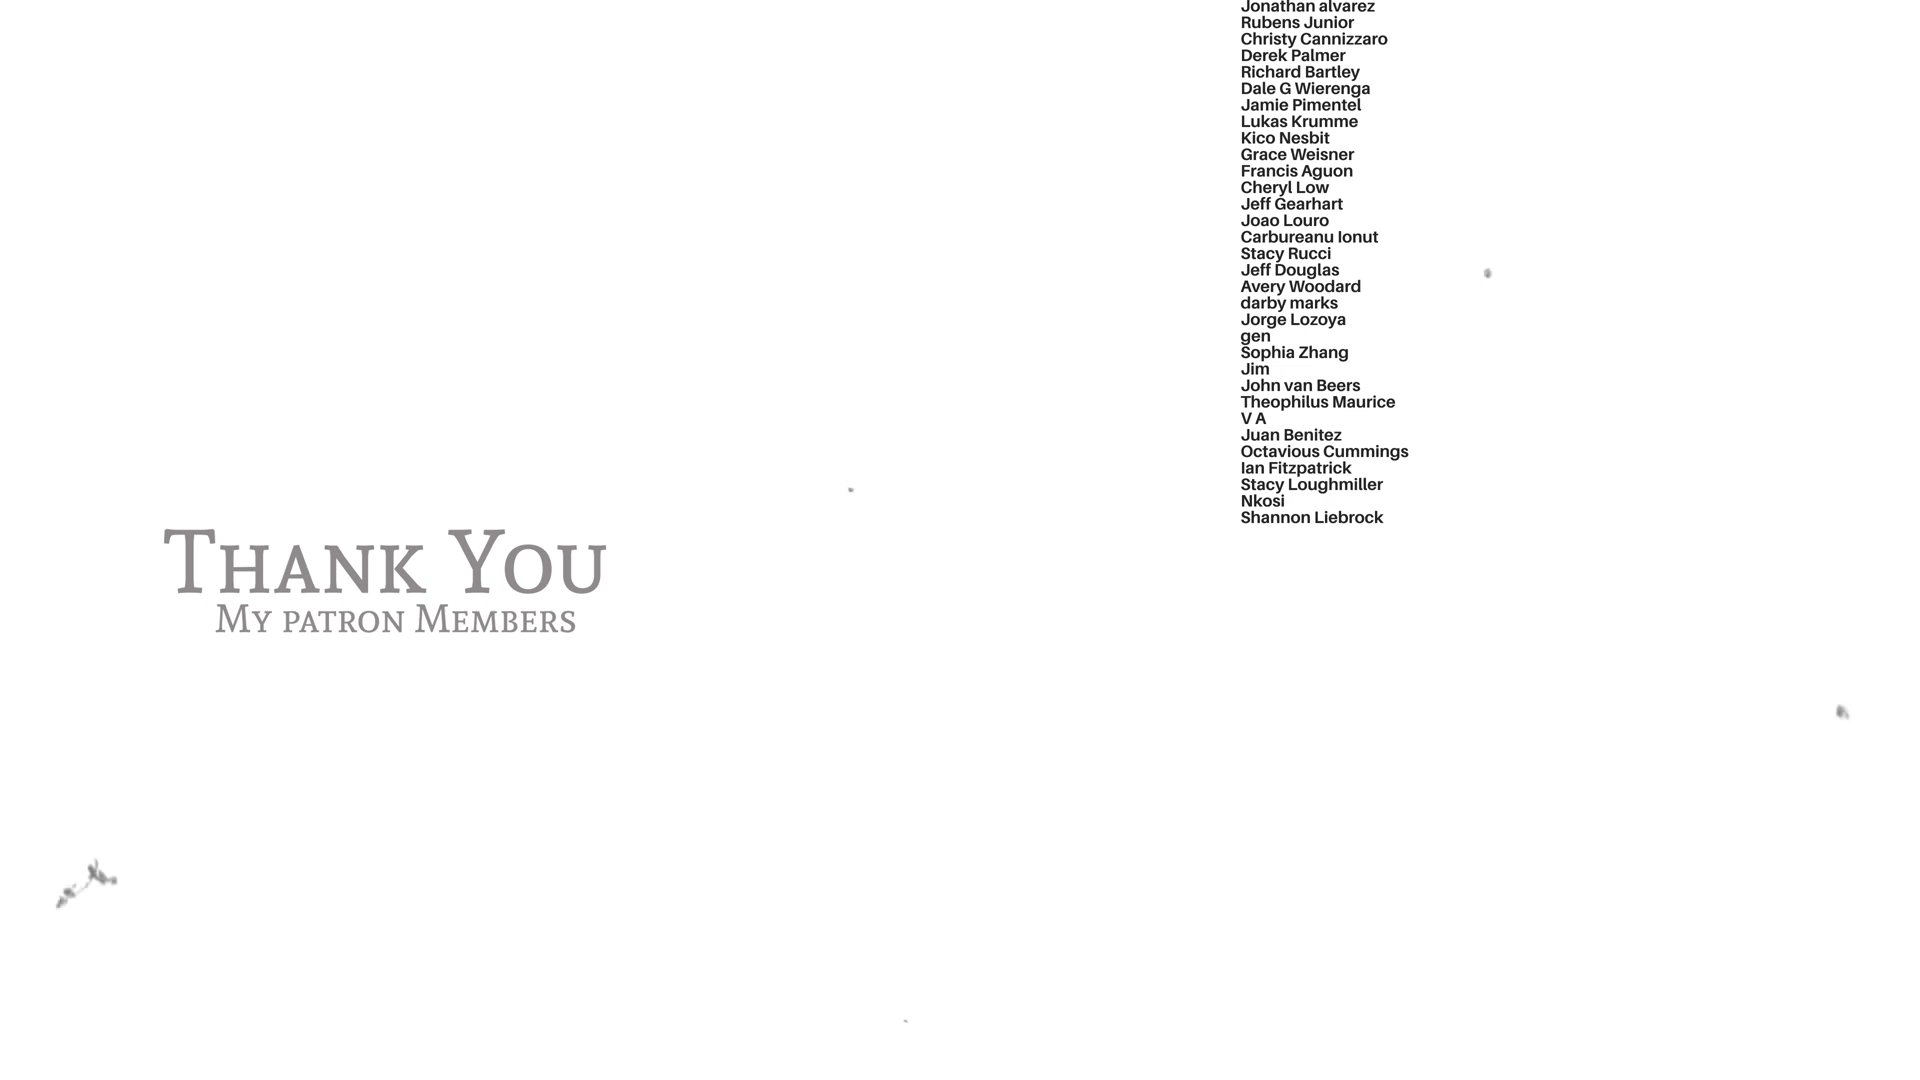 Jonathan alvarez
Rubens Junior
Christy Cannizzaro
Derek Palmer
Richard Bartley
Dale G Wierenga
Jamie Pimentel
Lukas Krumme
Kico Nesbit
Grace Weisner
Francis Aguon
Cheryl Low
Jeff Gearhart
Joao Louro
Carbureanu Ionut
Stacy Rucci
Jeff Douglas
Avery Woodard
darby marks
Jorge Lozoya
gen
Sophia Zhang
Jim
John van Beers
Theophilus Maurice
V A
Juan Benitez
Octavious Cummings
Ian Fitzpatrick
Stacy Loughmiller
Nkosi
Shannon Liebrock
Thank You
My patron Members